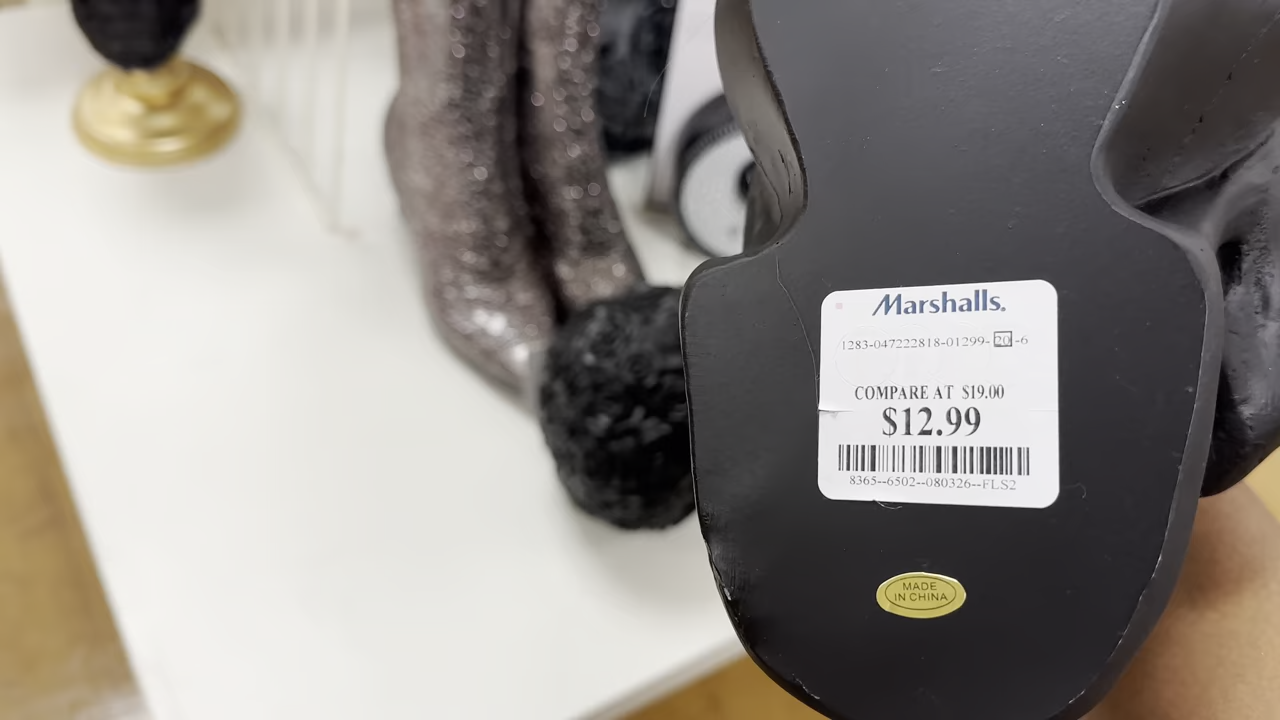 Marshalls.
1283-047222818-01299-20-6
COMPARE AT $19.00
$12.99
8365--6502--080326--FLS2
MADE
IN CHINA